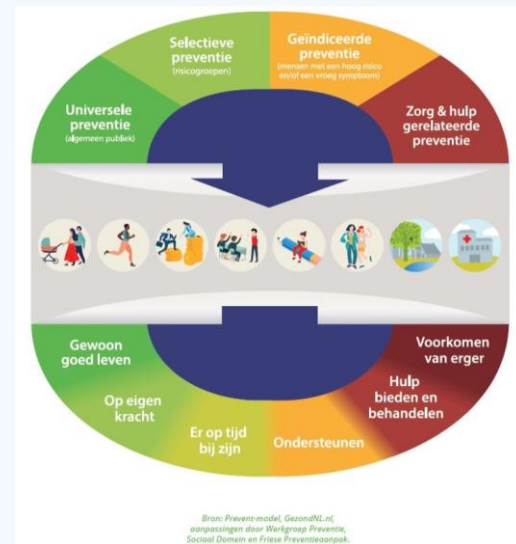 Selectieve
preventie
(risicogroepen)
Geïndiceerde
preventie
(mensen met een hoog risico
en/of een vroeg symptoom)
Universele
preventie
(algemeen publiek)
Zorg & hulp
gerelateerde
preventie
Gewoon
goed leven
Op eigen
kracht
Er op tijd
bij zijn
Ondersteunen
Hulp
bieden en
behandelen
Voorkomen
van erger
Bron: Prevent-model, GezondNL.nl,
aanpassingen door Werkgroep Preventie,
Sociaal Domein en Friese Preventieaanpak.